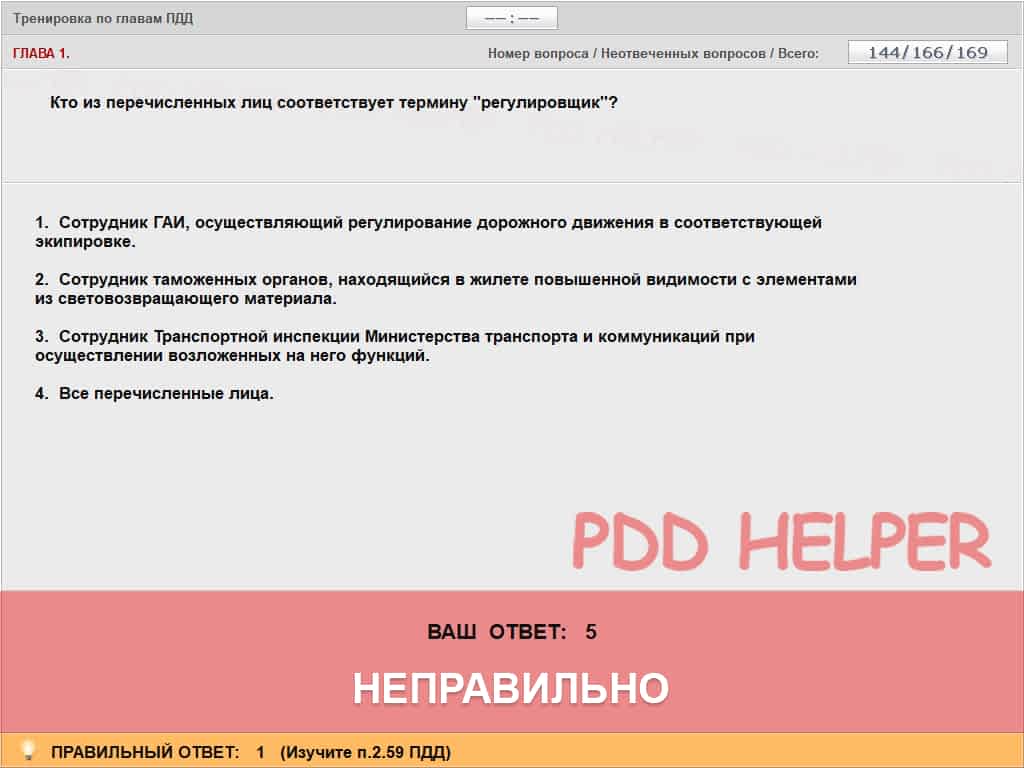 Тренировка по главам ПДД
–– : ––
ГЛАВА 1.
Номер вопроса / Неотвеченных вопросов / Всего:
144/166/169
Кто из перечисленных лиц соответствует термину "регулировщик"?
1. Сотрудник ГАИ, осуществляющий регулирование дорожного движения в соответствующей
экипировке.
2. Сотрудник таможенных органов, находящийся в жилете повышенной видимости с элементами
из световозвращающего материала.
3. Сотрудник Транспортной инспекции Министерства транспорта и коммуникаций при
осуществлении возложенных на него функций.
4. Все перечисленные лица.
PDD HELPER
ВАШ ОТВЕТ: 5
НЕПРАВИЛЬНО
ПРАВИЛЬНЫЙ ОТВЕТ: 1 (Изучите п.2.59 ПДД)